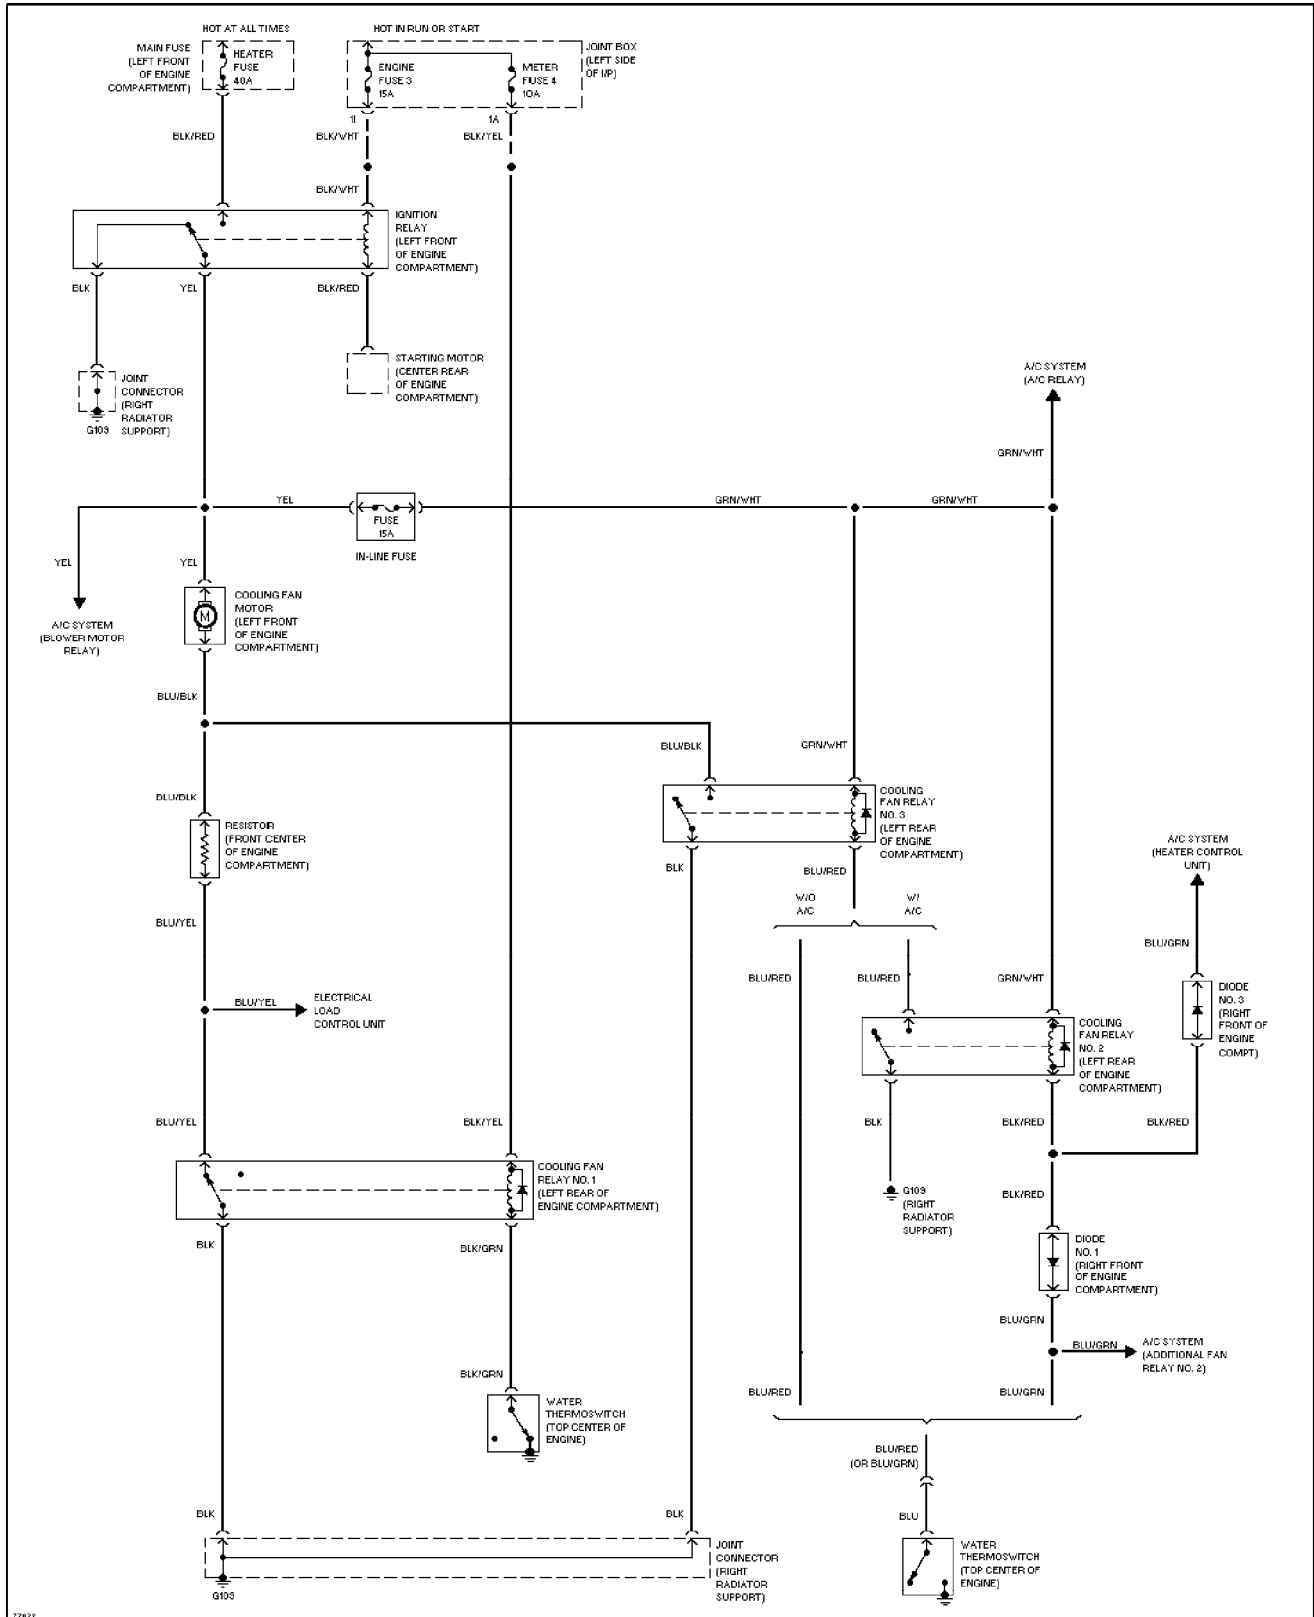 HOT AT ALL TIMES
HOT IN RUN OR START
MAIN FUSE
(LEFT FRONT
OF ENGINE
COMPARTMENT)
HEATER
FUSE
40A
ENGINE
FUSE 3
15A
METER
FUSE 4
10A
JOINT BOX
(LEFT SIDE
OF I/P)
1I
1A
BLK/RED
BLK/WHT
BLK/YEL
BLK/WHT
IGNITION
RELAY
(LEFT FRONT
OF ENGINE
COMPARTMENT)
BLK
YEL
BLK/RED
STARTING MOTOR
(CENTER REAR
OF ENGINE
COMPARTMENT)
JOINT
CONNECTOR
(RIGHT
RADIATOR
SUPPORT)
G109
A/C SYSTEM
(A/C RELAY)
GRN/WHT
YEL
FUSE
15A
IN-LINE FUSE
GRN/WHT
GRN/WHT
YEL
YEL
A/C SYSTEM
(BLOWER MOTOR
RELAY)
M
COOLING FAN
MOTOR
(LEFT FRONT
OF ENGINE
COMPARTMENT)
BLU/BLK
BLU/BLK
GRN/WHT
BLU/BLK
RESISTOR
(FRONT CENTER
OF ENGINE
COMPARTMENT)
COOLING
FAN RELAY
NO. 3
(LEFT REAR
OF ENGINE
COMPARTMENT)
BLK
BLU/RED
W/O
A/C
W/
A/C
A/C SYSTEM
(HEATER CONTROL
UNIT)
BLU/YEL
BLU/GRN
BLU/RED
BLU/RED
GRN/WHT
BLU/YEL
ELECTRICAL
LOAD
CONTROL UNIT
DIODE
NO. 3
(RIGHT
FRONT OF
ENGINE
COMPT)
COOLING
FAN RELAY
NO. 2
(LEFT REAR
OF ENGINE
COMPARTMENT)
BLU/YEL
BLK/YEL
BLK
BLK/RED
BLK/RED
COOLING FAN
RELAY NO. 1
(LEFT REAR OF
ENGINE COMPARTMENT)
G109
(RIGHT
RADIATOR
SUPPORT)
BLK/RED
BLK
BLK/GRN
DIODE
NO. 1
(RIGHT FRONT
OF ENGINE
COMPARTMENT)
BLU/GRN
BLU/GRN
A/C SYSTEM
(ADDITIONAL FAN
RELAY NO. 2)
BLK/GRN
BLU/RED
BLU/GRN
WATER
THERMOSWITCH
(TOP CENTER OF
ENGINE)
BLU/RED
(OR BLU/GRN)
BLK
BLK
BLU
JOINT
CONNECTOR
(RIGHT
RADIATOR
SUPPORT)
G109
WATER
THERMOSWITCH
(TOP CENTER OF
ENGINE)